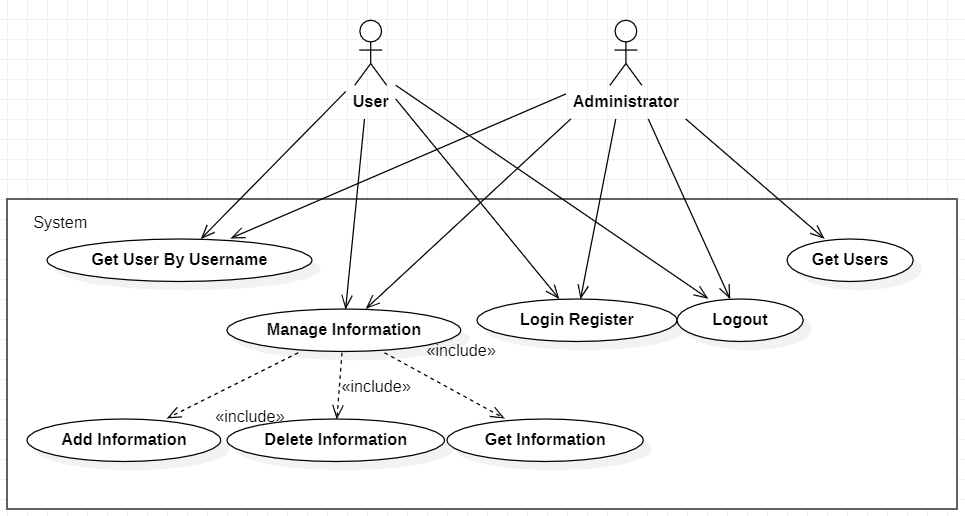 User
Administrator
System
Get User By Username
Get Users
Manage Information
Login Register
Logout
«include»
«include»
«include»
Add Information
Delete Information
Get Information